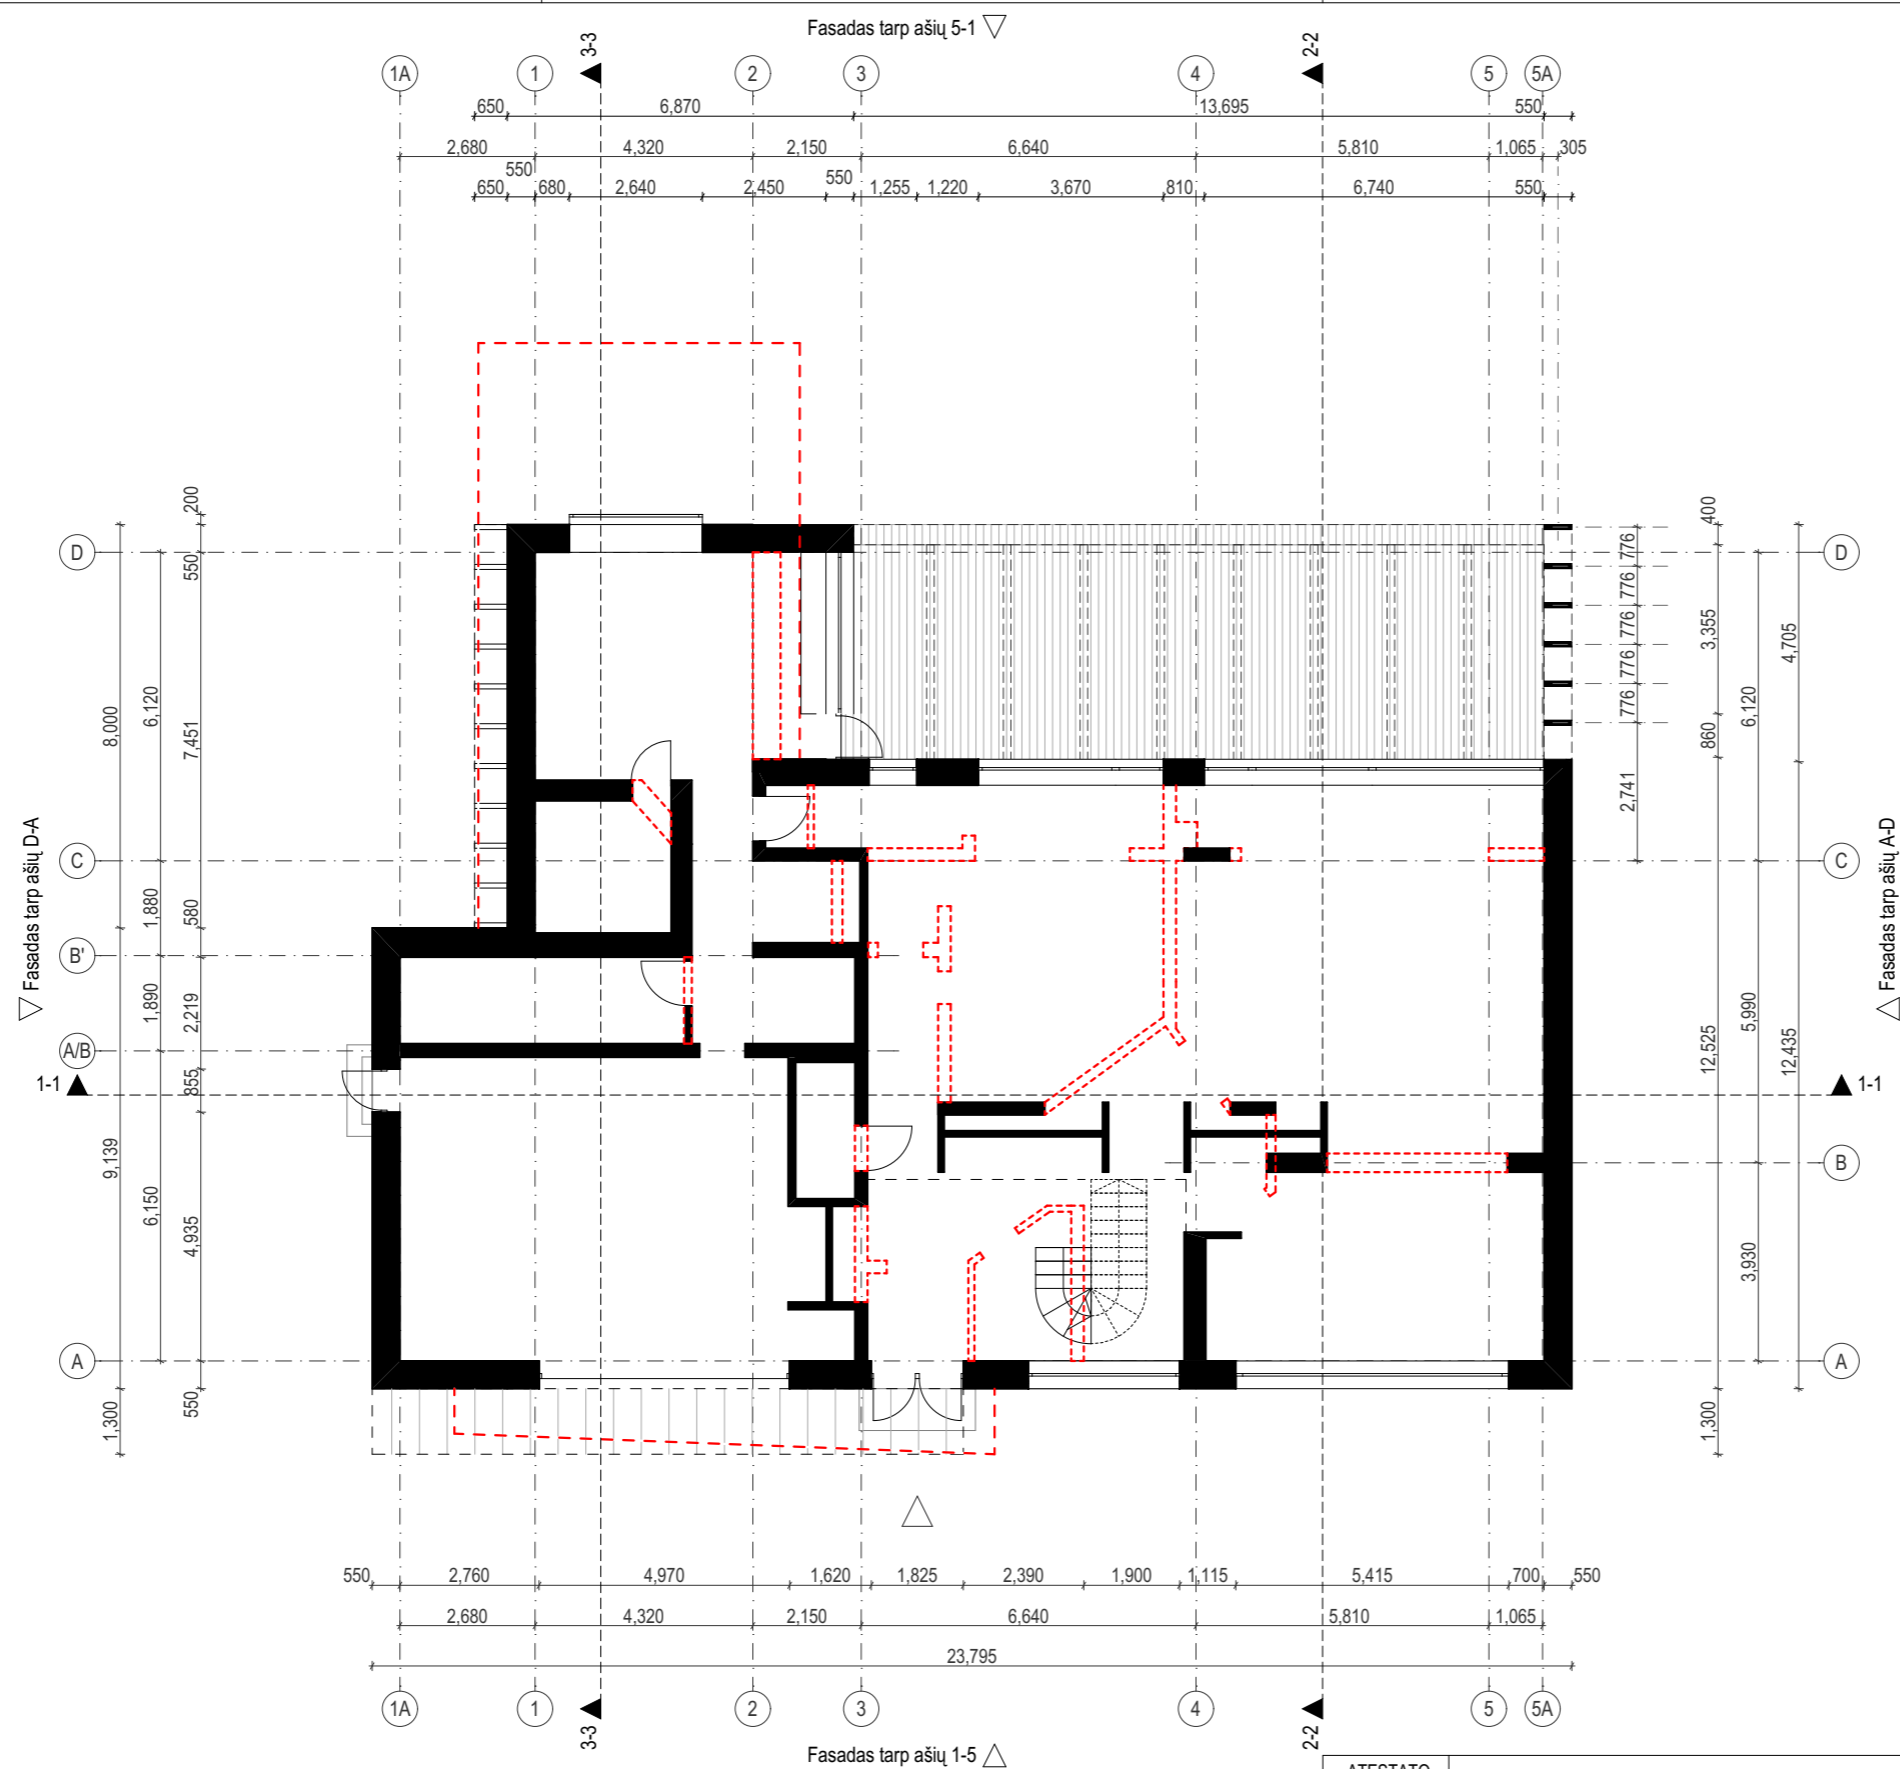 Fasadas tarp ašių 5-1
3-3
2-2
1A 1 2 3 4 5 5A
650 6,870 13,695 550
2,680 4,320 2,150 6,640 5,810 1,065 305
550 550
650 680 2,640 2,450 1,255 1,220 3,670 810 6,740 550
200
550
7,451
580
2,219
855
4,935
550
6,120
1,880
1,890
6,150
8,000
9,139
1,300
D
C
B'
A/B
1-1
A
Fasadas tarp ašių D-A
776
776
776
776
776
2,741
400
3,355
860
12,525
1,300
6,120
5,990
3,930
4,705
12,435
D
C
1-1
B
A
Fasadas tarp ašių A-D
550 2,760 4,970 1,620 1,825 2,390 1,900 1,115 5,415 700 550
2,680 4,320 2,150 6,640 5,810 1,065
23,795
1A 1 2 3 4 5 5A
3-3
2-2
Fasadas tarp ašių 1-5
ATESTATO